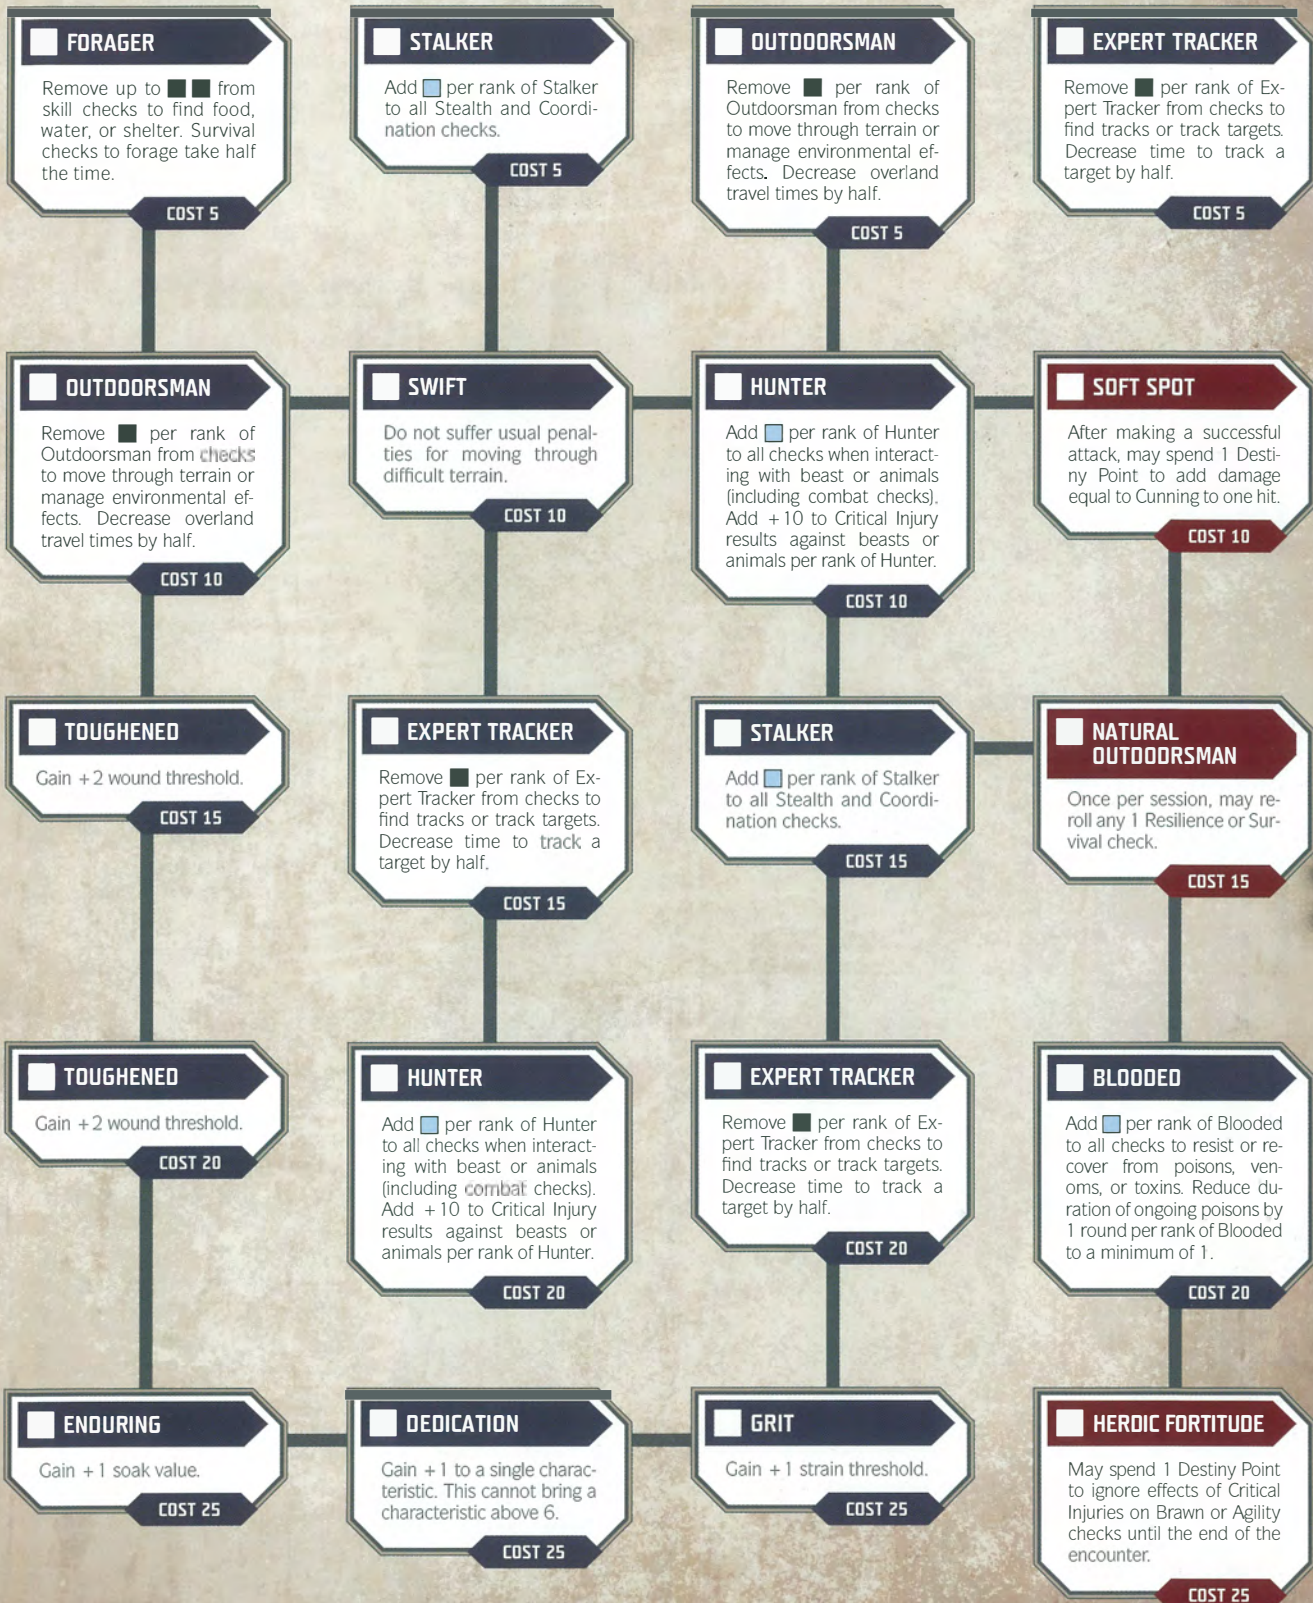 FORAGER
Remove up to from
skill checks to find food,
water, or shelter. Survival
checks to forage take half
the time.
COST 5
STALKER
Add per rank of Stalker
to all Stealth and Coordi-
nation checks.
COST 5
OUTDOORSMAN
Remove per rank of
Outdoorsman from checks
to move through terrain or
manage environmental ef-
fects. Decrease overland
travel times by half.
COST 5
EXPERT TRACKER
Remove per rank of Ex-
pert Tracker from checks to
find tracks or track targets.
Decrease time to track a
target by half.
COST 5
OUTDOORSMAN
Remove per rank of
Outdoorsman from checks
to move through terrain or
manage environmental ef-
fects. Decrease overland
travel times by half.
COST 10
SWIFT
Do not suffer usual penal-
ties for moving through
difficult terrain.
COST 10
HUNTER
Add per rank of Hunter
to all checks when interact-
ing with beast or animals
(including combat checks).
Add +10 to Critical Injury
results against beasts or
animals per rank of Hunter.
COST 10
SOFT SPOT
After making a successful
attack, may spend 1 Desti-
ny Point to add damage
equal to Cunning to one hit.
COST 10
TOUGHENED
Gain +2 wound threshold.
COST 15
EXPERT TRACKER
Remove per rank of Ex-
pert Tracker from checks to
find tracks or track targets.
Decrease time to track a
target by half.
COST 15
STALKER
Add per rank of Stalker
to all Stealth and Coordi-
nation checks.
COST 15
NATURAL
OUTDOORSMAN
Once per session, may re-
roll any 1 Resilience or Sur-
vival check.
COST 15
TOUGHENED
Gain +2 wound threshold.
COST 20
HUNTER
Add per rank of Hunter
to all checks when interact-
ing with beast or animals
(including combat checks).
Add +10 to Critical Injury
results against beasts or
animals per rank of Hunter.
COST 20
EXPERT TRACKER
Remove per rank of Ex-
pert Tracker from checks to
find tracks or track targets.
Decrease time to track a
target by half.
COST 20
BLOODED
Add per rank of Blooded
to all checks to resist or re-
cover from poisons, ven-
oms, or toxins. Reduce du-
ration of ongoing poisons by
1 round per rank of Blooded
to a minimum of 1.
COST 20
ENDURING
Gain +1 soak value.
COST 25
DEDICATION
Gain +1 to a single charac-
teristic. This cannot bring a
characteristic above 6.
COST 25
GRIT
Gain +1 strain threshold.
COST 25
HEROIC FORTITUDE
May spend 1 Destiny Point
to ignore effects of Critical
Injuries on Brawn or Agility
checks until the end of the
encounter.
COST 25